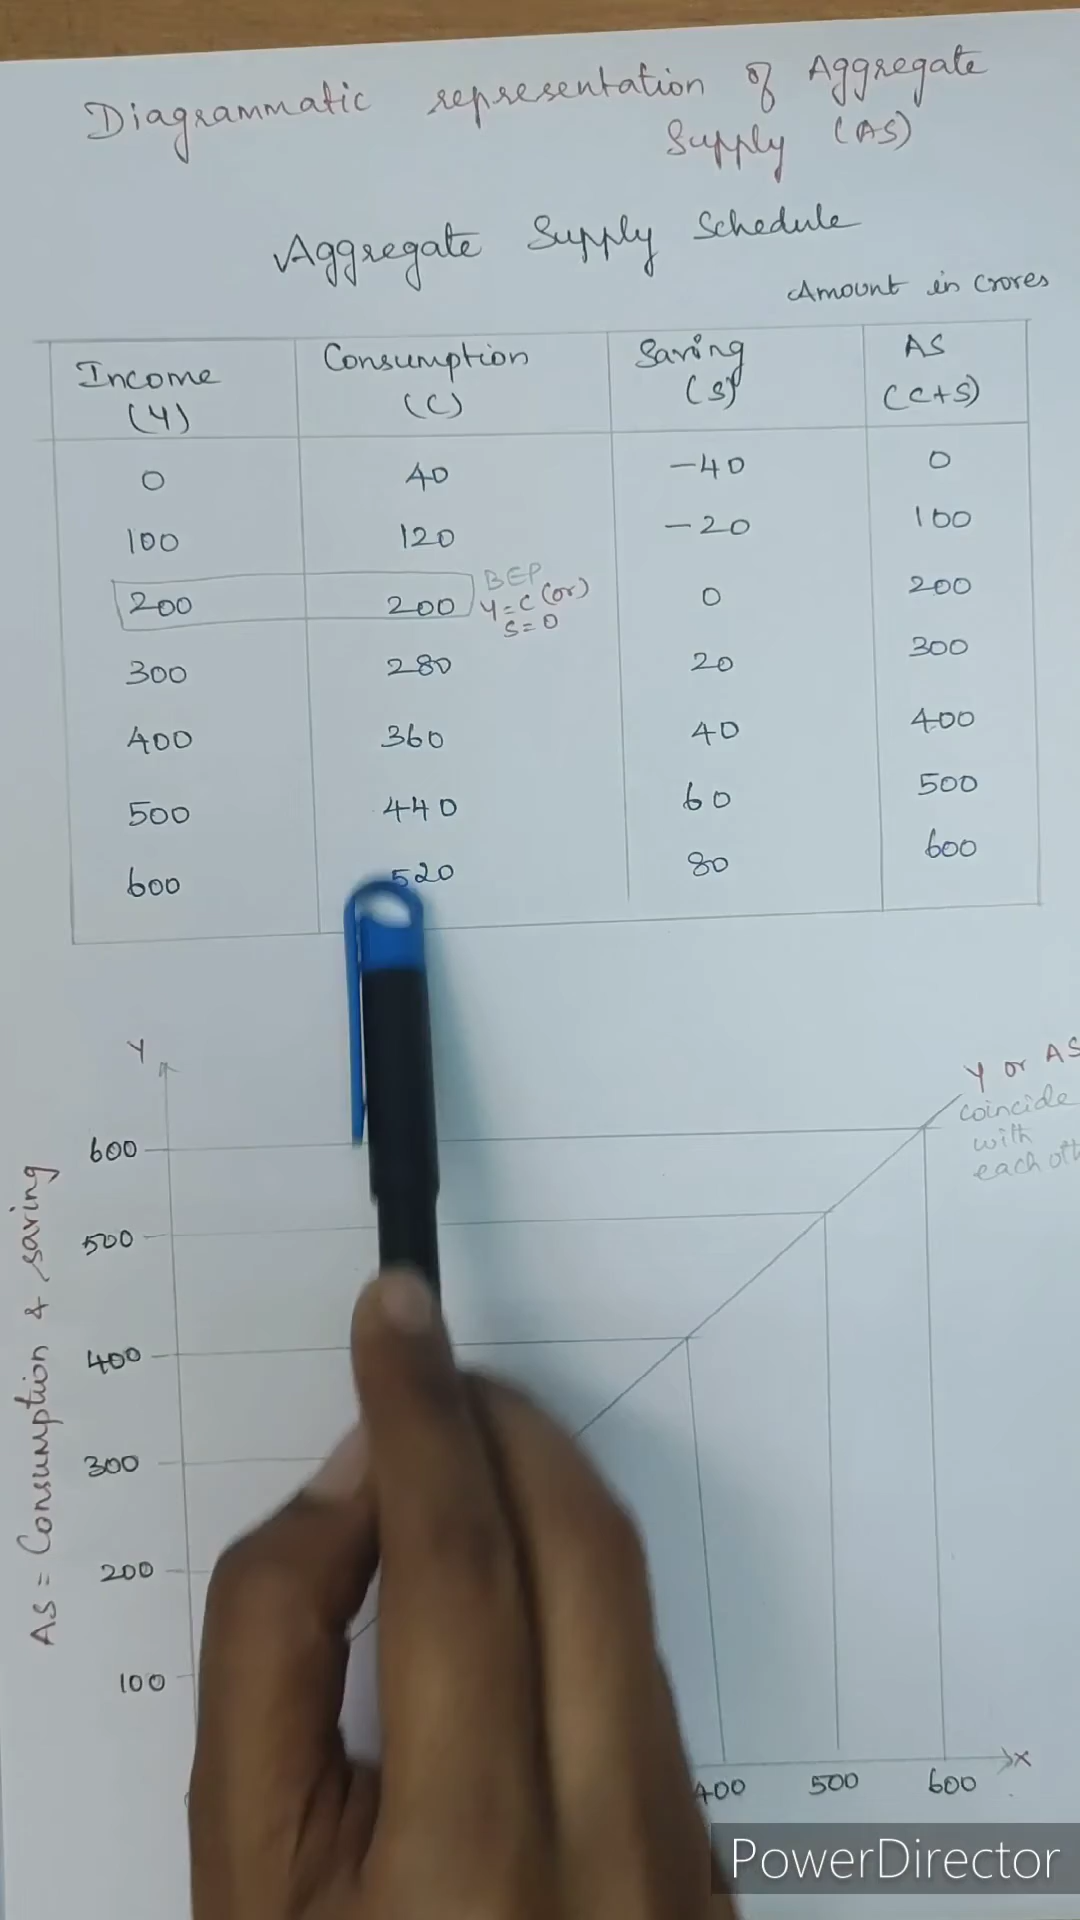 Diagrammatic representation of Aggregate
Supply (AS)
Aggregate Supply Schedule
Amount in Crores
Income (Y) Consumption (C) Saving (S) AS (C+S)
0 40 -40 0
100 120 -20 100
200 200 0 200
BEP
Y=C (or)
S=0
300 280 20 300
400 360 40 400
500 440 60 500
600 520 80 600
Y
Y or AS
coincide
with
each oth
600
500
400
300
200
100
AS = Consumption & saving
400 500 600 X
PowerDirector